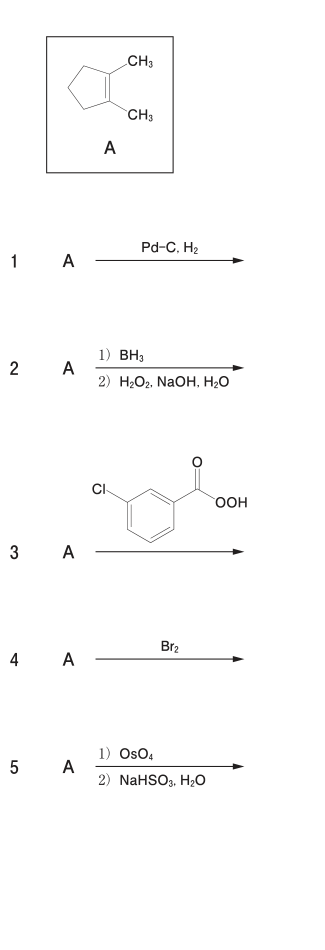 CH₃
CH₃
A
1 A Pd-C, H₂
2 A 1) BH₃
2) H₂O₂, NaOH, H₂O
O
Cl
OOH
3 A
4 A Br₂
5 A 1) OsO₄
2) NaHSO₃, H₂O